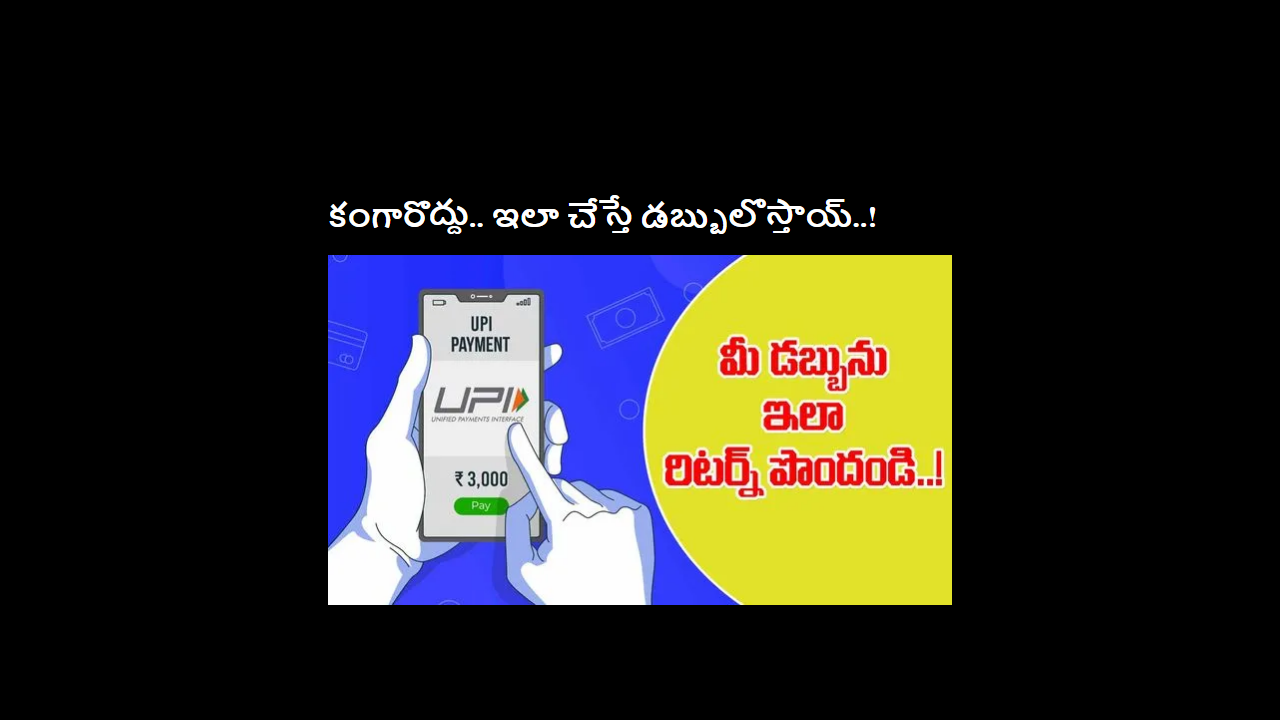 కంగారొద్దు.. ఇలా చేస్తే డబ్బులొస్తాయ్..!
UPI
PAYMENT
UPI
UNIFIED PAYMENTS INTERFACE
₹ 3,000
Pay
మీ డబ్బును
ఇలా
రిటర్న్ పొందండి..!